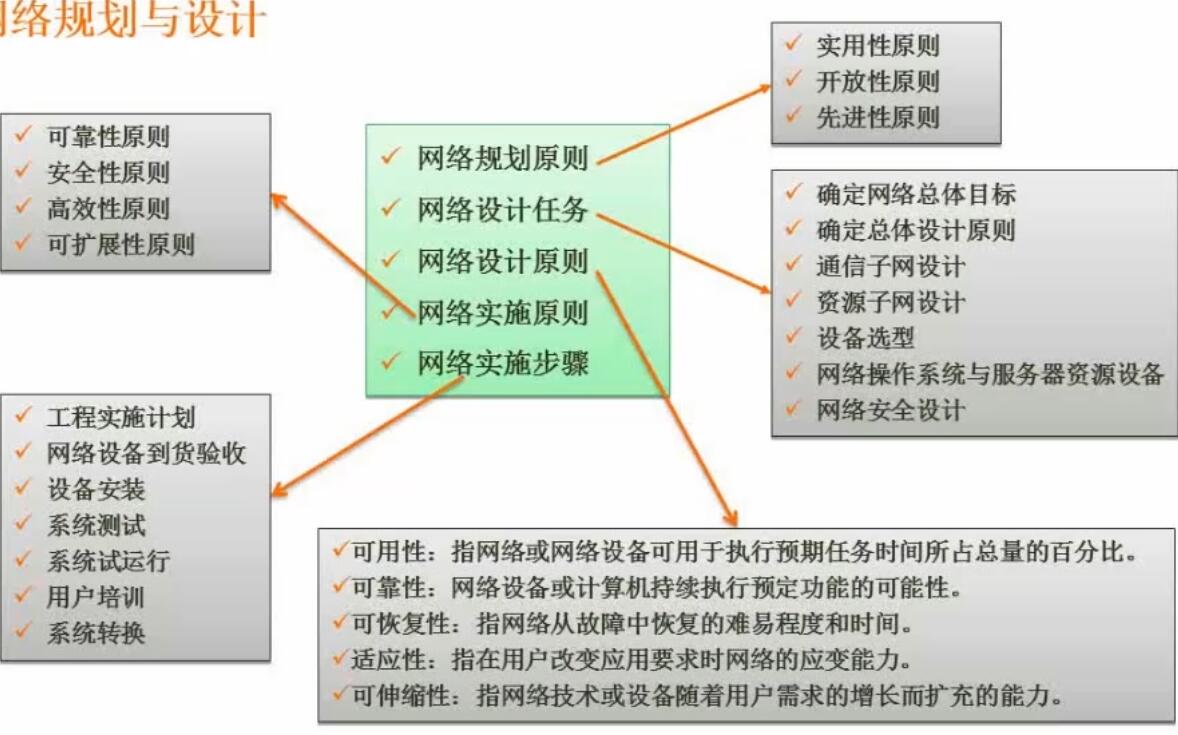 网络规划与设计
实用性原则
开放性原则
先进性原则
可靠性原则
安全性原则
高效性原则
可扩展性原则
网络规划原则
网络设计任务
网络设计原则
网络实施原则
网络实施步骤
确定网络总体目标
确定总体设计原则
通信子网设计
资源子网设计
设备选型
网络操作系统与服务器资源设备
网络安全设计
工程实施计划
网络设备到货验收
设备安装
系统测试
系统试运行
用户培训
系统转换
可用性：指网络或网络设备可用于执行预期任务时间所占总量的百分比。
可靠性：网络设备或计算机持续执行预定功能的可能性。
可恢复性：指网络从故障中恢复的难易程度和时间。
适应性：指在用户改变应用要求时网络的应变能力。
可伸缩性：指网络技术或设备随着用户需求的增长而扩充的能力。